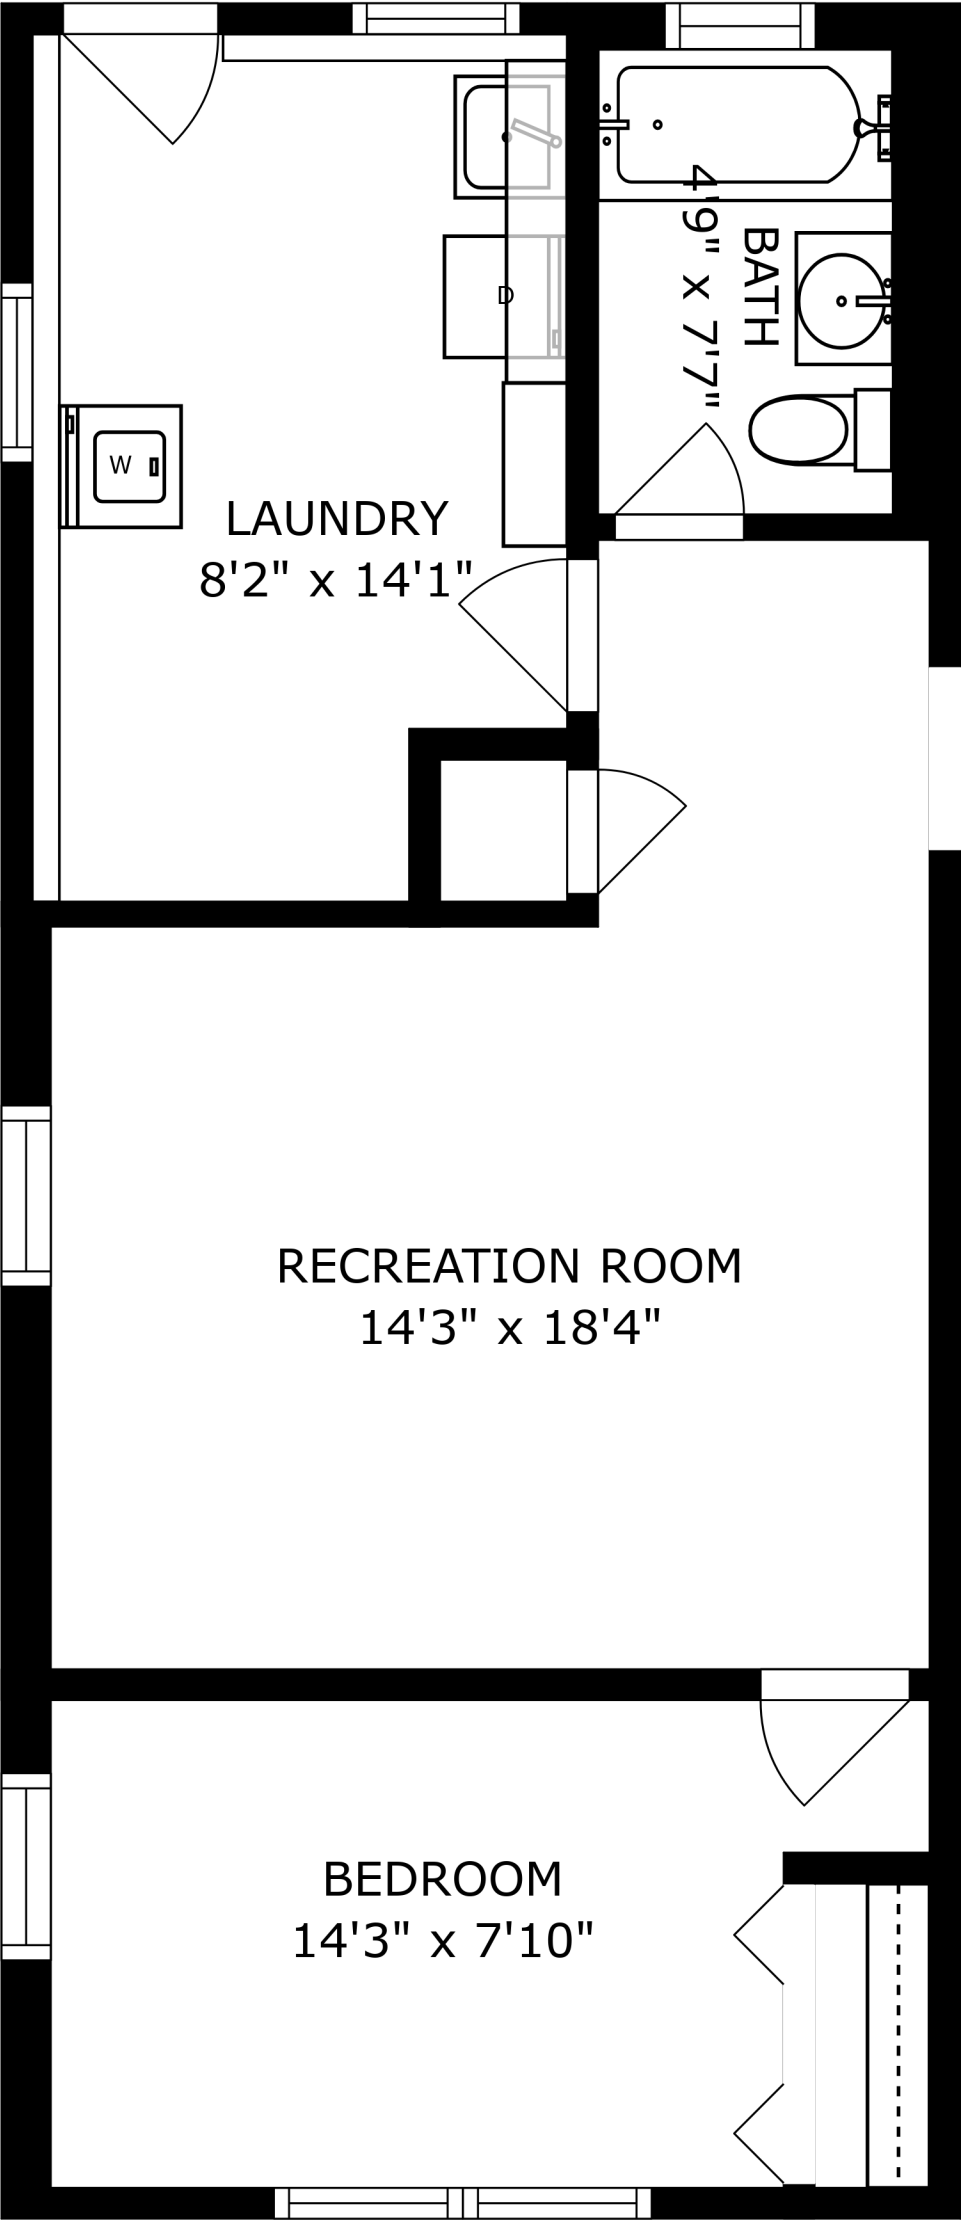 BATH
4'9" x 7'7"
D
W
LAUNDRY
8'2" x 14'1"
RECREATION ROOM
14'3" x 18'4"
BEDROOM
14'3" x 7'10"